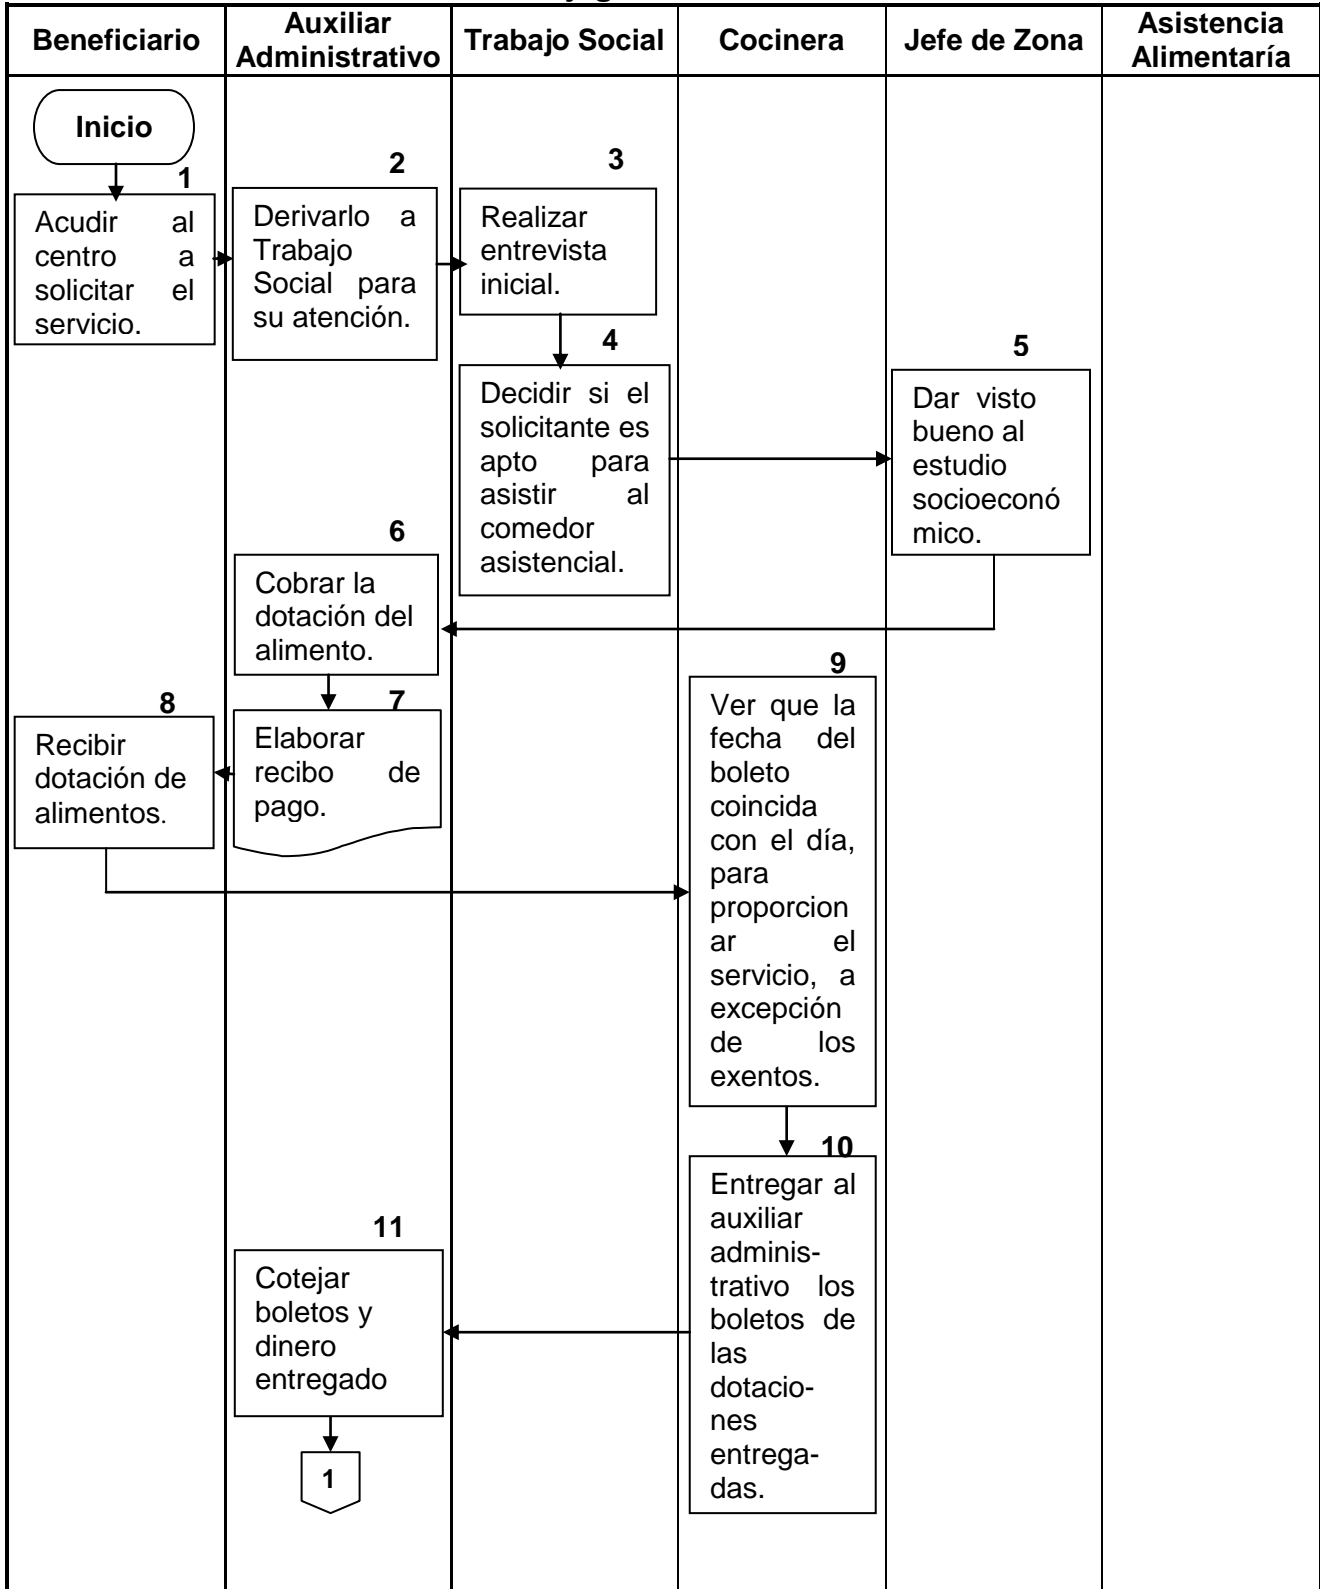 Beneficiario
Auxiliar
Administrativo
Trabajo Social
Cocinera
Jefe de Zona
Asistencia
Alimentaría
Inicio
1
Acudir al
centro a
solicitar el
servicio.
2
Derivarlo a
Trabajo
Social para
su atención.
3
Realizar
entrevista
inicial.
4
Decidir si el
solicitante es
apto para
asistir al
comedor
asistencial.
5
Dar visto
bueno al
estudio
socioeconó
mico.
6
Cobrar la
dotación del
alimento.
7
Elaborar
recibo de
pago.
8
Recibir
dotación de
alimentos.
9
Ver que la
fecha del
boleto
coincida
con el día,
para
proporcion
ar el
servicio, a
excepción
de los
exentos.
10
Entregar al
auxiliar
adminis-
trativo los
boletos de
las
dotacio-
nes
entrega-
das.
11
Cotejar
boletos y
dinero
entregado
1